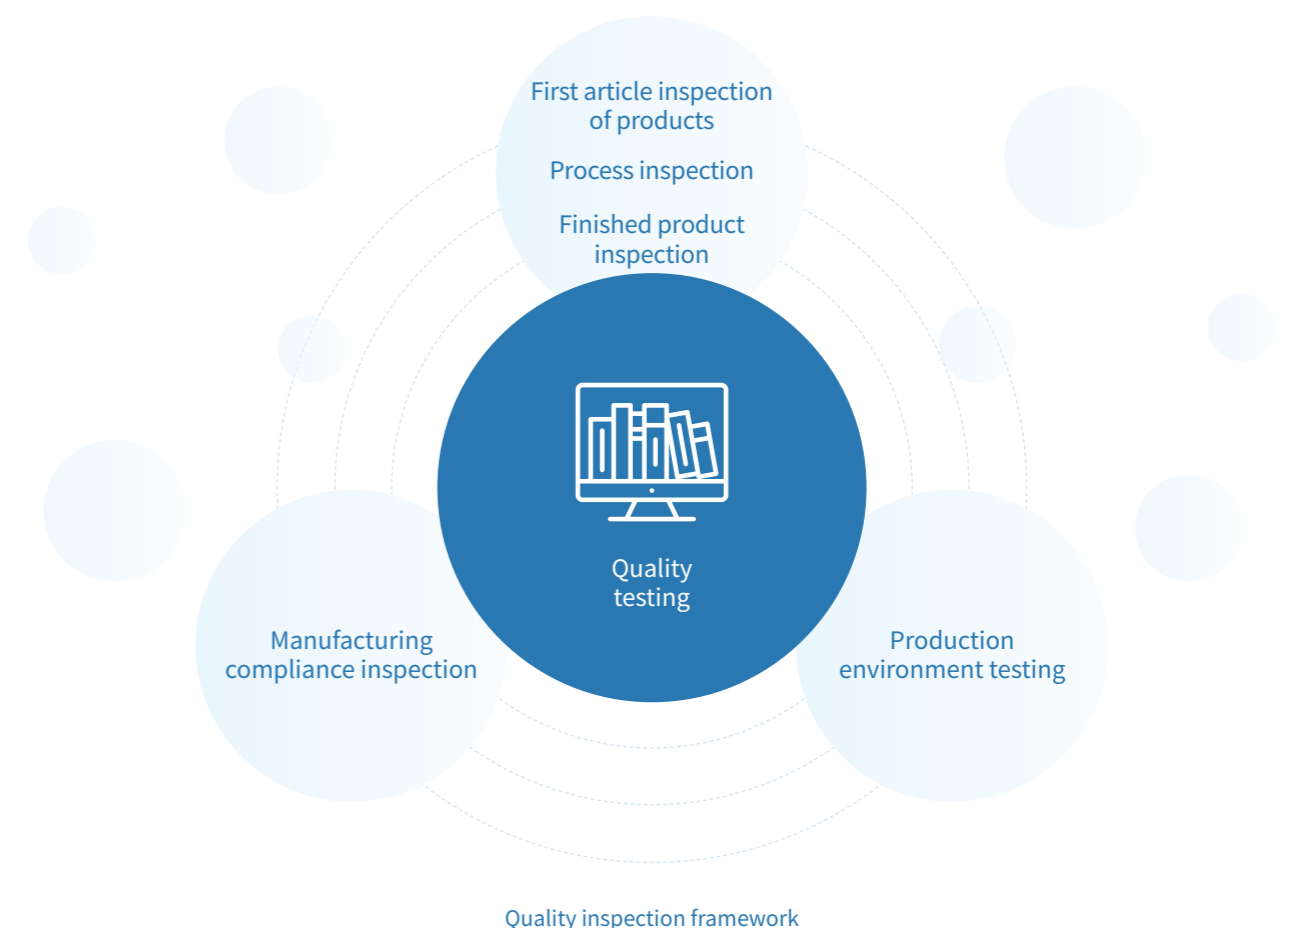 First article inspection
of products
Process inspection
Finished product
inspection
Quality
testing
Manufacturing
compliance inspection
Production
environment testing
Quality inspection framework